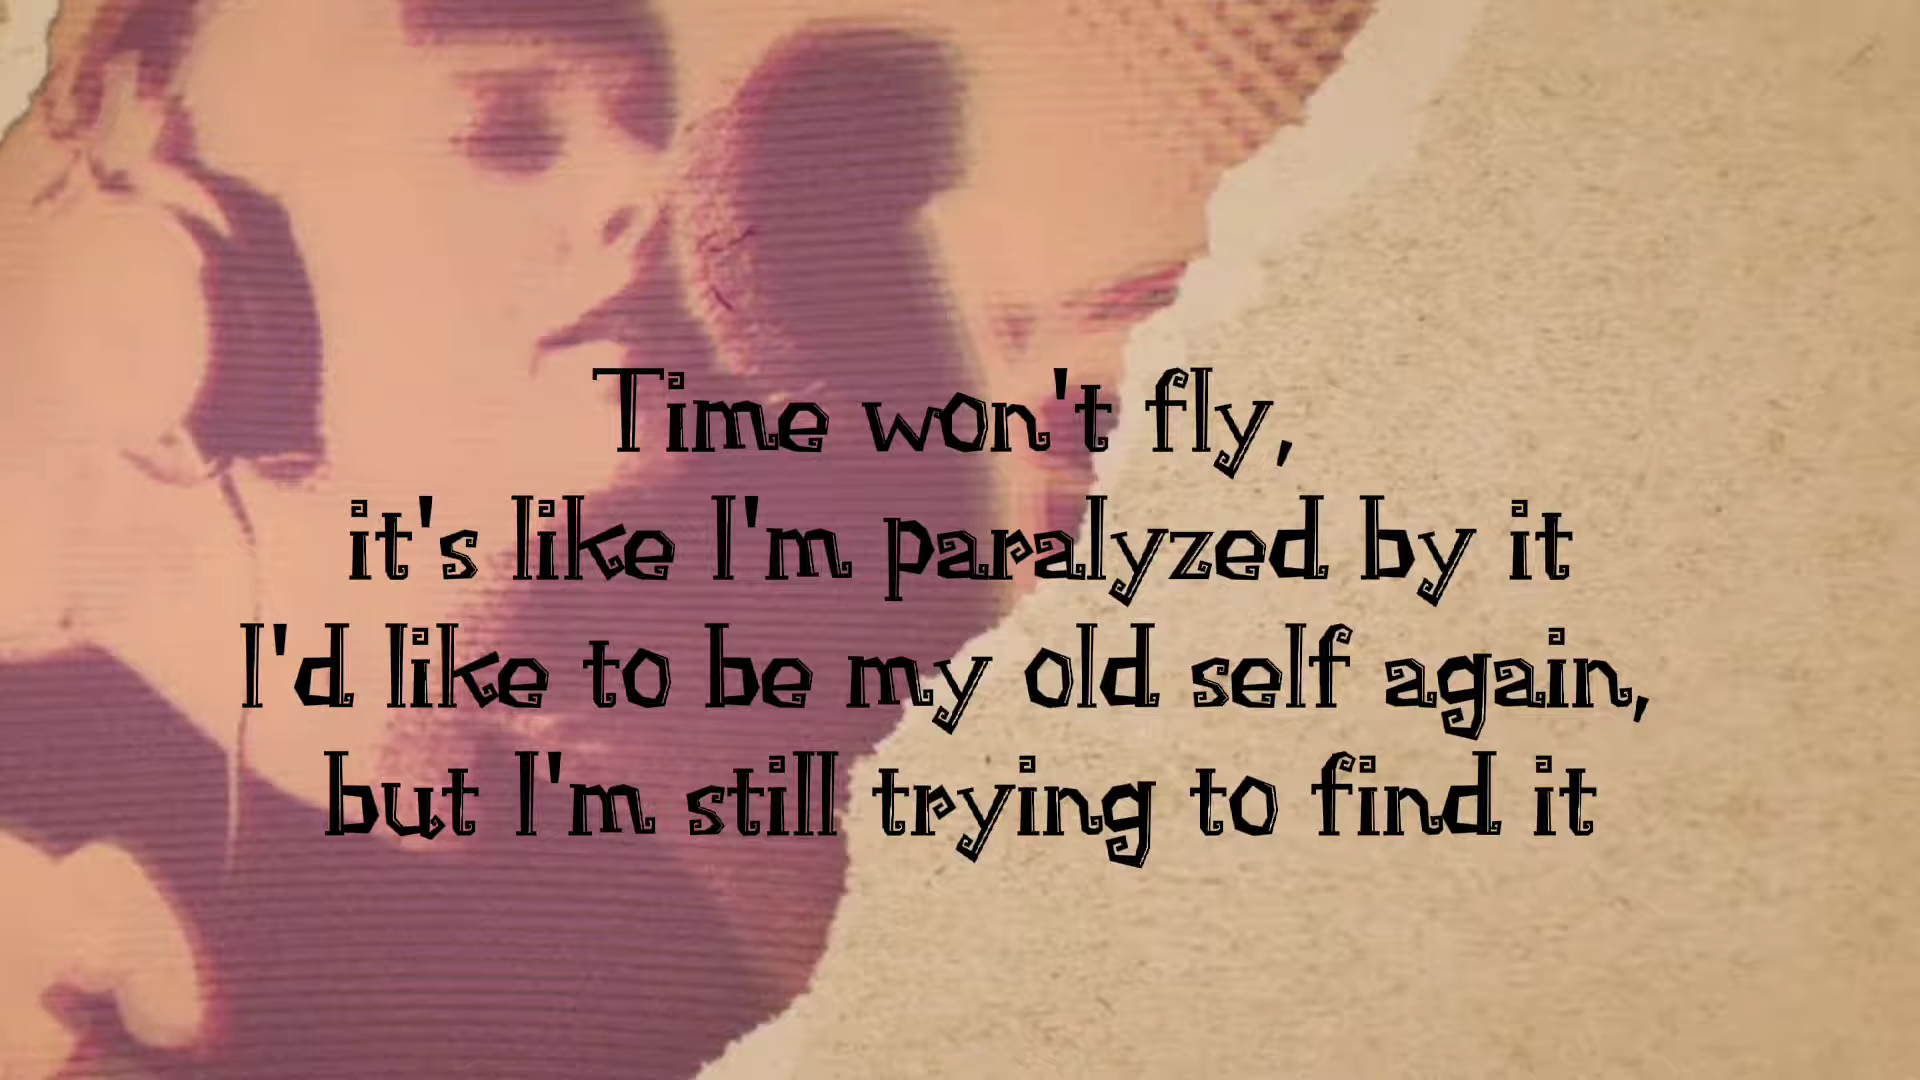 Time won't fly,
it's like I'm paralyzed by it
I'd like to be my old self again,
but I'm still trying to find it